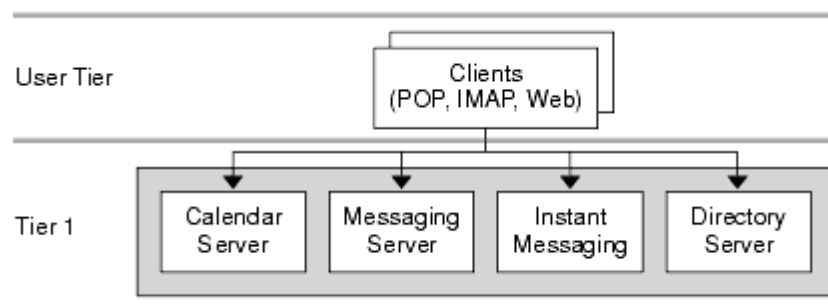 User Tier
Clients
(POP, IMAP, Web)
Tier 1
Calendar
Server
Messaging
Server
Instant
Messaging
Directory
Server